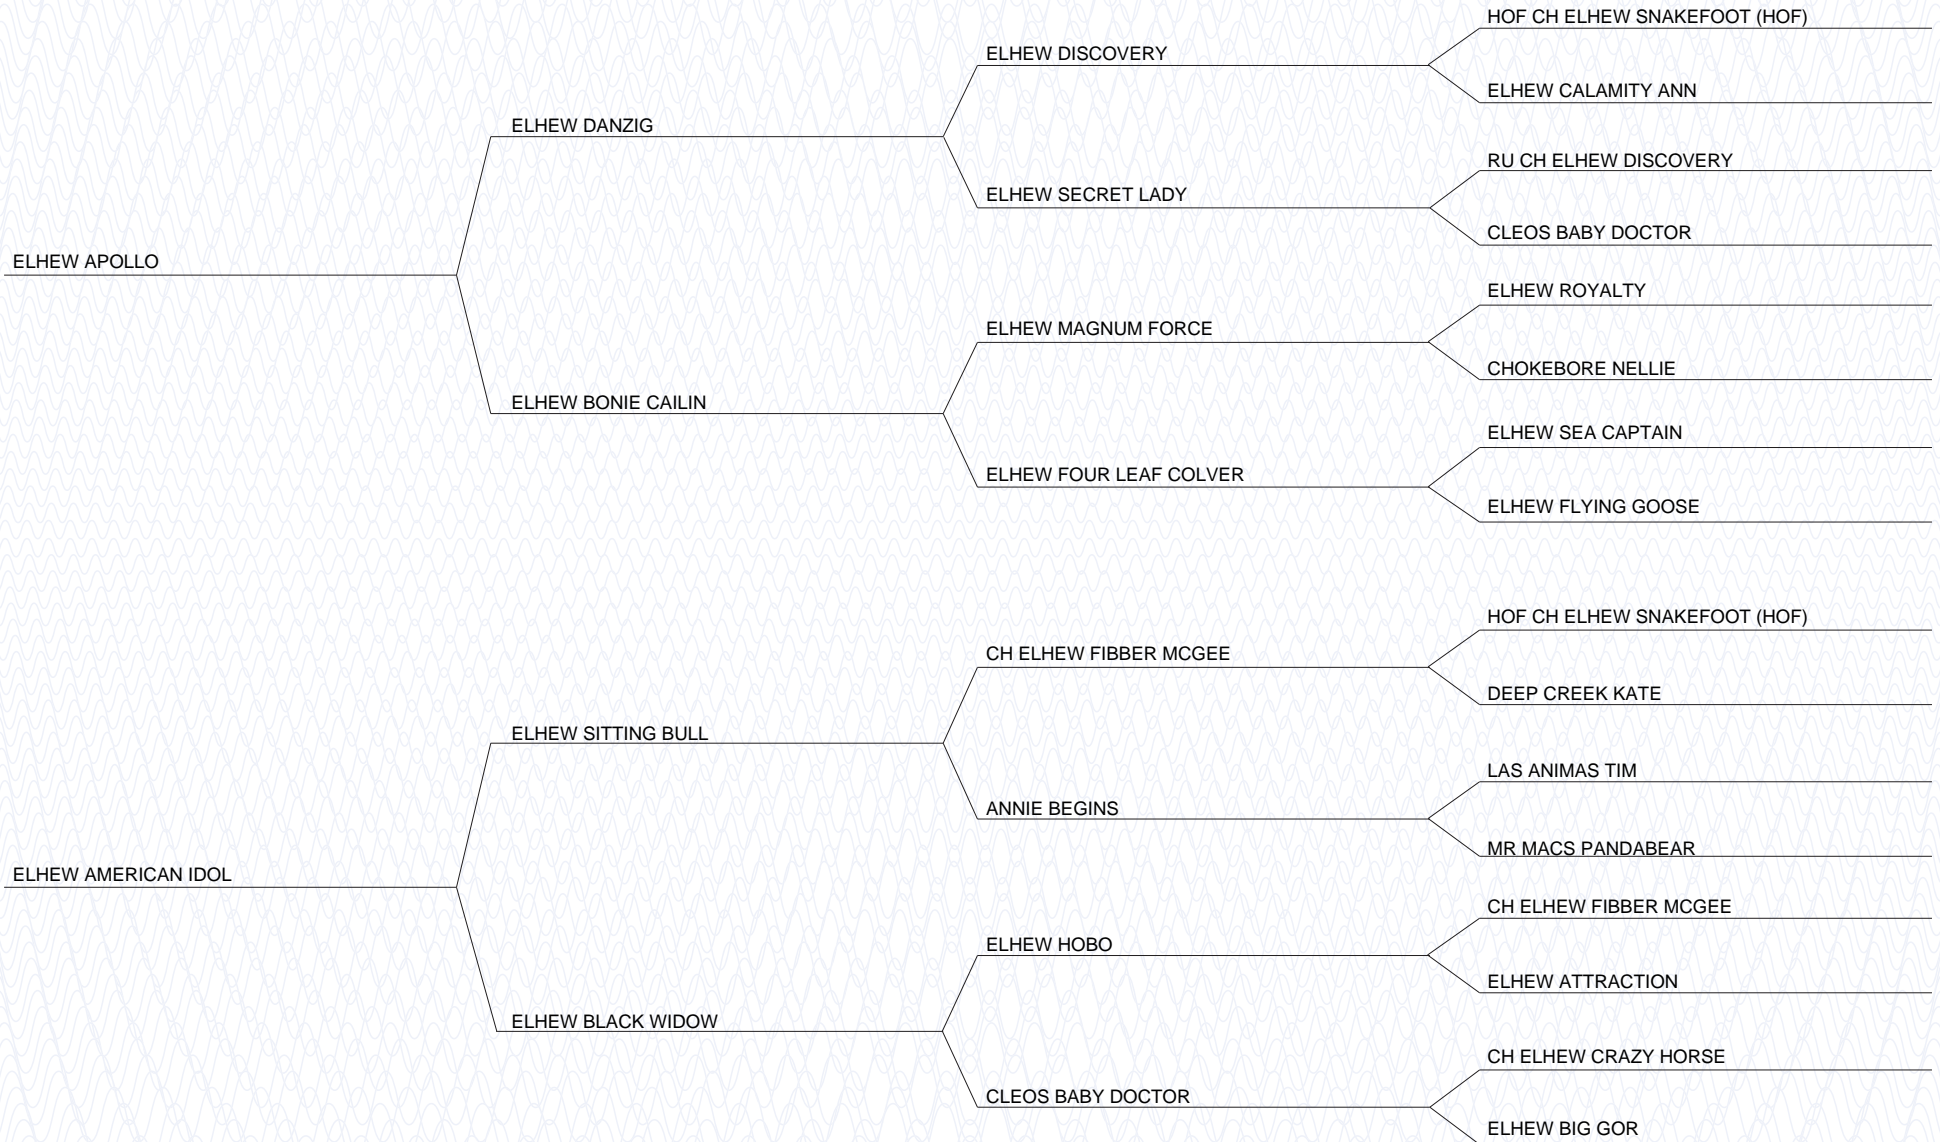 HOF CH ELHEW SNAKEFOOT (HOF)
ELHEW DISCOVERY
ELHEW CALAMITY ANN
ELHEW DANZIG
RU CH ELHEW DISCOVERY
ELHEW SECRET LADY
CLEOS BABY DOCTOR
ELHEW APOLLO
ELHEW ROYALTY
ELHEW MAGNUM FORCE
CHOKEBORE NELLIE
ELHEW BONIE CAILIN
ELHEW SEA CAPTAIN
ELHEW FOUR LEAF COLVER
ELHEW FLYING GOOSE
HOF CH ELHEW SNAKEFOOT (HOF)
CH ELHEW FIBBER MCGEE
DEEP CREEK KATE
ELHEW SITTING BULL
LAS ANIMAS TIM
ANNIE BEGINS
MR MACS PANDABEAR
ELHEW AMERICAN IDOL
CH ELHEW FIBBER MCGEE
ELHEW HOBO
ELHEW ATTRACTION
ELHEW BLACK WIDOW
CH ELHEW CRAZY HORSE
CLEOS BABY DOCTOR
ELHEW BIG GOR